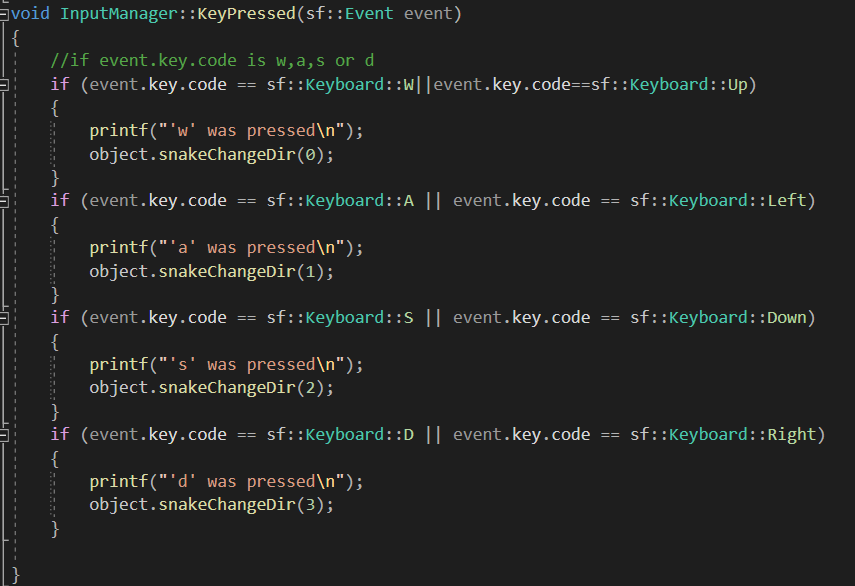 void InputManager::KeyPressed(sf::Event event)
{
    //if event.key.code is w,a,s or d
    if (event.key.code == sf::Keyboard::W||event.key.code==sf::Keyboard::Up)
    {
        printf("'w' was pressed\n");
        object.snakeChangeDir(0);
    }
    if (event.key.code == sf::Keyboard::A || event.key.code == sf::Keyboard::Left)
    {
        printf("'a' was pressed\n");
        object.snakeChangeDir(1);
    }
    if (event.key.code == sf::Keyboard::S || event.key.code == sf::Keyboard::Down)
    {
        printf("'s' was pressed\n");
        object.snakeChangeDir(2);
    }
    if (event.key.code == sf::Keyboard::D || event.key.code == sf::Keyboard::Right)
    {
        printf("'d' was pressed\n");
        object.snakeChangeDir(3);
    }
}